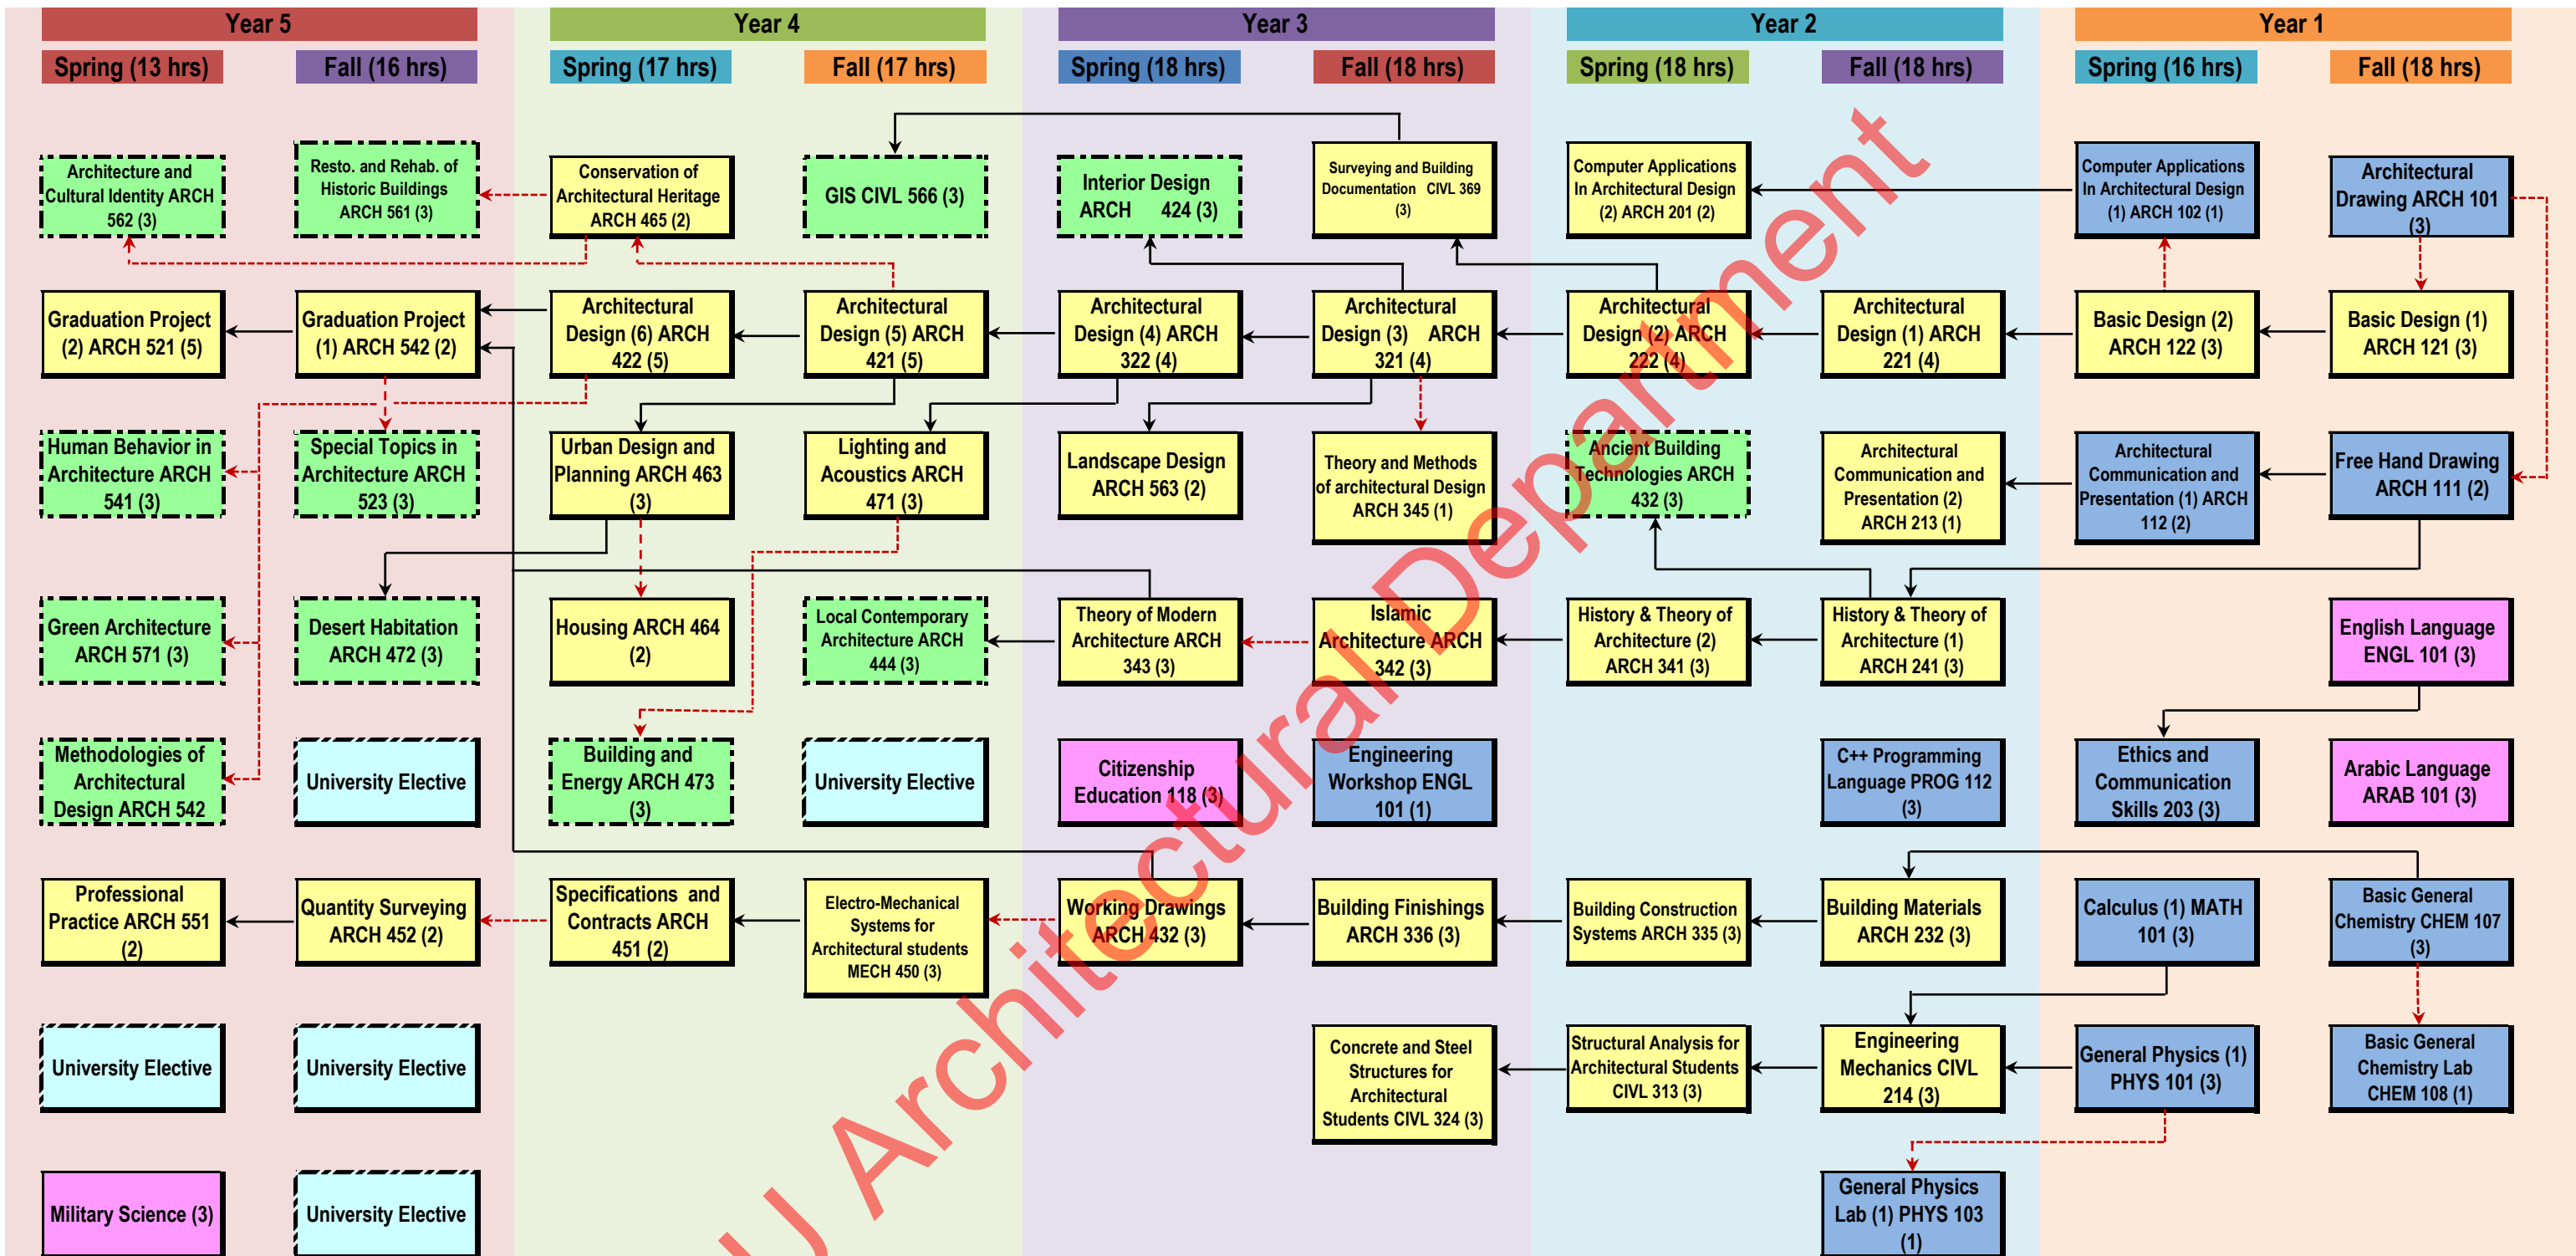 Year 5
Year 4
Year 3
Year 2
Year 1
Spring (13 hrs)
Fall (16 hrs)
Spring (17 hrs)
Fall (17 hrs)
Spring (18 hrs)
Fall (18 hrs)
Spring (18 hrs)
Fall (18 hrs)
Spring (16 hrs)
Fall (18 hrs)
Architecture and
Cultural Identity ARCH
562 (3)
Resto. and Rehab. of
Historic Buildings
ARCH 561 (3)
Conservation of
Architectural Heritage
ARCH 465 (2)
GIS CIVL 566 (3)
Interior Design
ARCH 424 (3)
Surveying and Building
Documentation CIVL 369
(3)
Computer Applications
In Architectural Design
(2) ARCH 201 (2)
Computer Applications
In Architectural Design
(1) ARCH 102 (1)
Architectural
Drawing ARCH 101
(3)
Graduation Project
(2) ARCH 521 (5)
Graduation Project
(1) ARCH 542 (2)
Architectural
Design (6) ARCH
422 (5)
Architectural
Design (5) ARCH
421 (5)
Architectural
Design (4) ARCH
322 (4)
Architectural
Design (3) ARCH
321 (4)
Architectural
Design (2) ARCH
222 (4)
Architectural
Design (1) ARCH
221 (4)
Basic Design (2)
ARCH 122 (3)
Basic Design (1)
ARCH 121 (3)
Human Behavior in
Architecture ARCH
541 (3)
Special Topics in
Architecture ARCH
523 (3)
Urban Design and
Planning ARCH 463
(3)
Lighting and
Acoustics ARCH
471 (3)
Landscape Design
ARCH 563 (2)
Theory and Methods
of architectural Design
ARCH 345 (1)
Ancient Building
Technologies ARCH
432 (3)
Architectural
Communication and
Presentation (2)
ARCH 213 (1)
Architectural
Communication and
Presentation (1) ARCH
112 (2)
Free Hand Drawing
ARCH 111 (2)
Green Architecture
ARCH 571 (3)
Desert Habitation
ARCH 472 (3)
Housing ARCH 464
(2)
Local Contemporary
Architecture ARCH
444 (3)
Theory of Modern
Architecture ARCH
343 (3)
Islamic
Architecture ARCH
342 (3)
History & Theory of
Architecture (2)
ARCH 341 (3)
History & Theory of
Architecture (1)
ARCH 241 (3)
English Language
ENGL 101 (3)
Methodologies of
Architectural
Design ARCH 542
University Elective
Building and
Energy ARCH 473
(3)
University Elective
Citizenship
Education 118 (3)
Engineering
Workshop ENGL
101 (1)
C++ Programming
Language PROG 112
(3)
Ethics and
Communication
Skills 203 (3)
Arabic Language
ARAB 101 (3)
Professional
Practice ARCH 551
(2)
Quantity Surveying
ARCH 452 (2)
Specifications and
Contracts ARCH
451 (2)
Electro-Mechanical
Systems for
Architectural students
MECH 450 (3)
Working Drawings
ARCH 432 (3)
Building Finishings
ARCH 336 (3)
Building Construction
Systems ARCH 335 (3)
Building Materials
ARCH 232 (3)
Calculus (1) MATH
101 (3)
Basic General
Chemistry CHEM 107
(3)
University Elective
University Elective
Concrete and Steel
Structures for
Architectural
Students CIVL 324 (3)
Structural Analysis for
Architectural Students
CIVL 313 (3)
Engineering
Mechanics CIVL
214 (3)
General Physics (1)
PHYS 101 (3)
Basic General
Chemistry Lab
CHEM 108 (1)
Military Science (3)
University Elective
General Physics
Lab (1) PHYS 103
(1)
U Architectural Department